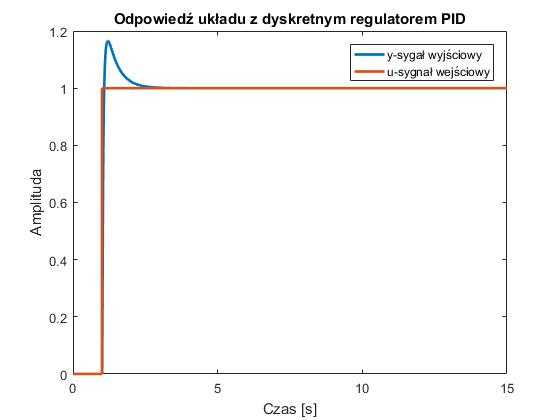 Odpowiedź układu z dyskretnym regulatorem PID
1.2
y-sygał wyjściowy
u-sygnał wejściowy
1
0.8
0.6
0.4
0.2
0
Amplituda
0
5
10
15
Czas [s]